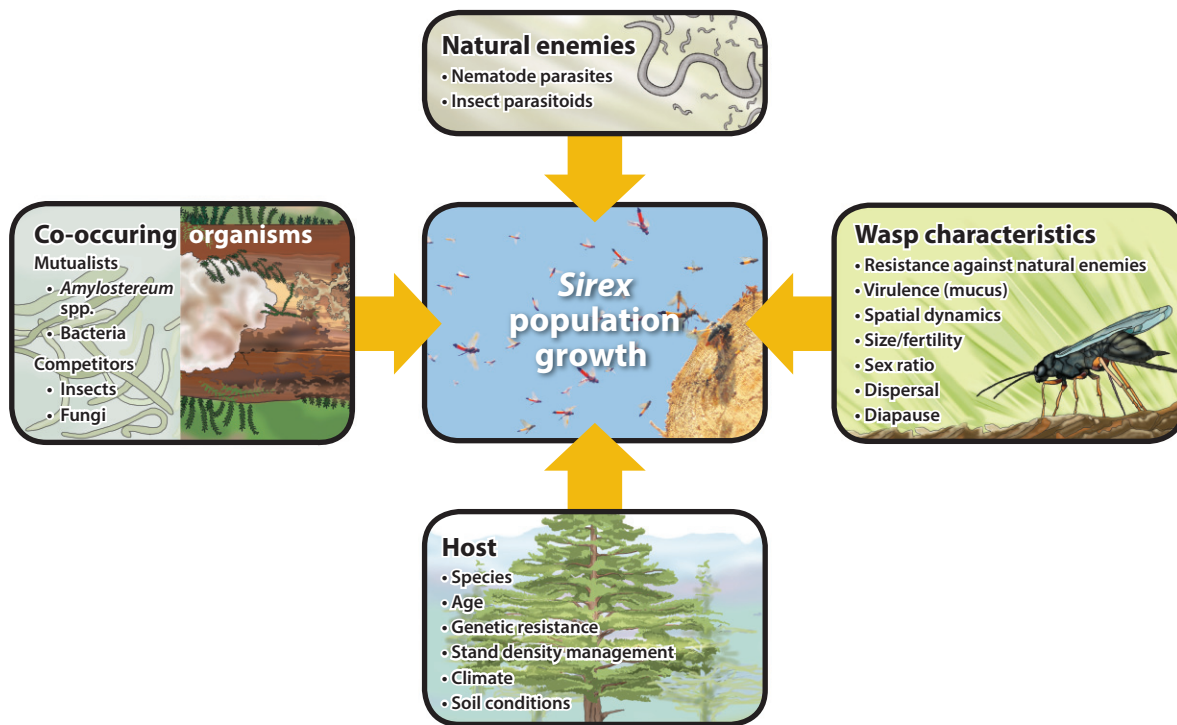 Natural enemies
• Nematode parasites
• Insect parasitoids
Co-occuring organisms
Mutualists
• Amylostereum
spp.
• Bacteria
Competitors
• Insects
• Fungi
Sirex
population
growth
Wasp characteristics
• Resistance against natural enemies
• Virulence (mucus)
• Spatial dynamics
• Size/fertility
• Sex ratio
• Dispersal
• Diapause
Host
• Species
• Age
• Genetic resistance
• Stand density management
• Climate
• Soil conditions